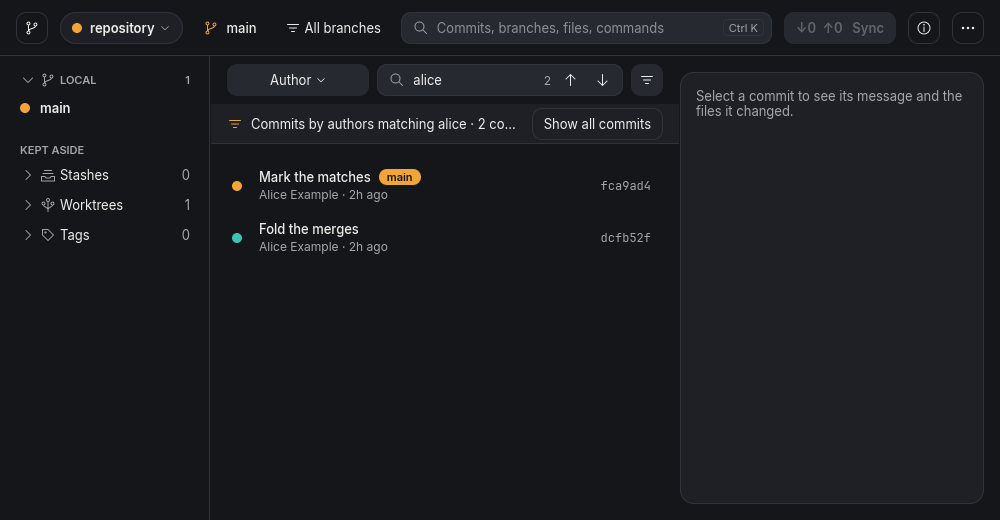 repository main All branches Commits, branches, files, commands Ctrl K ↓0 ↑0 Sync
LOCAL 1
main
KEPT ASIDE
Stashes 0
Worktrees 1
Tags 0
Author alice 2
Commits by authors matching alice · 2 co... Show all commits
Mark the matches main
Alice Example · 2h ago fca9ad4
Fold the merges
Alice Example · 2h ago dcfb52f
Select a commit to see its message and the
files it changed.